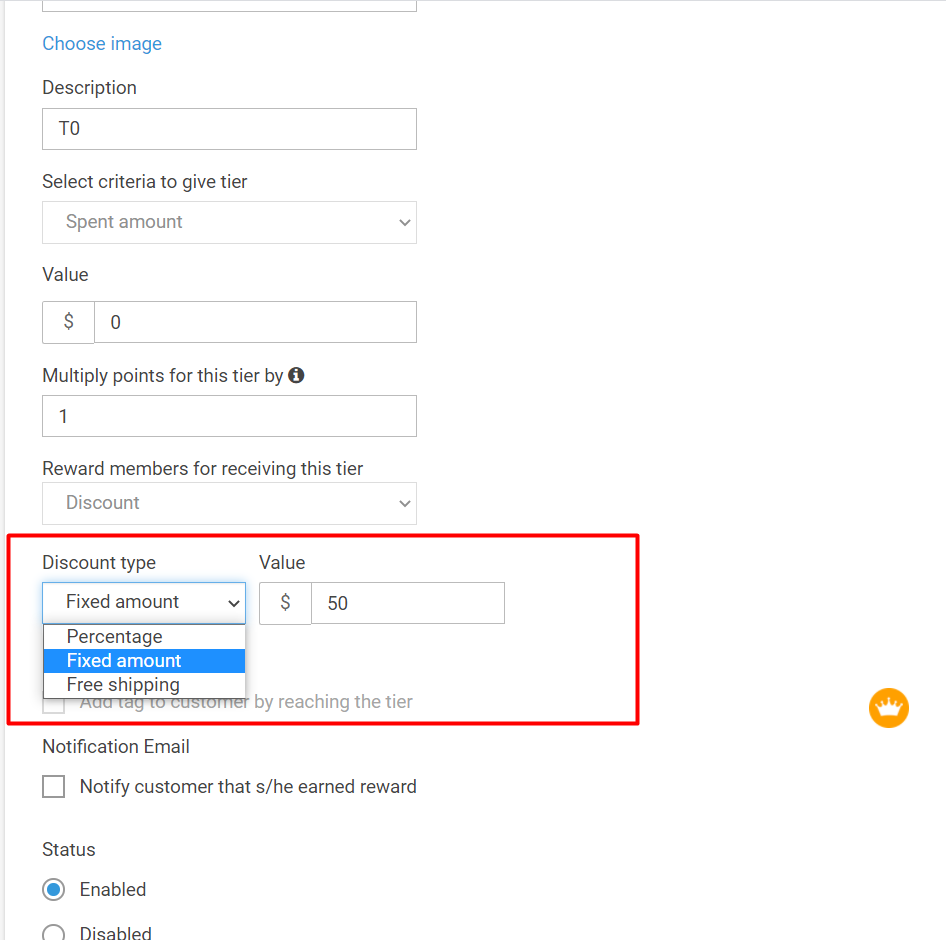 Choose image
Description
T0
Select criteria to give tier
Spent amount
Value
$ 0
Multiply points for this tier by
1
Reward members for receiving this tier
Discount
Discount type Value
Fixed amount $ 50
Percentage
Fixed amount
Free shipping
Add tag to customer by reaching the tier
Notification Email
Notify customer that s/he earned reward
Status
Enabled
Disabled